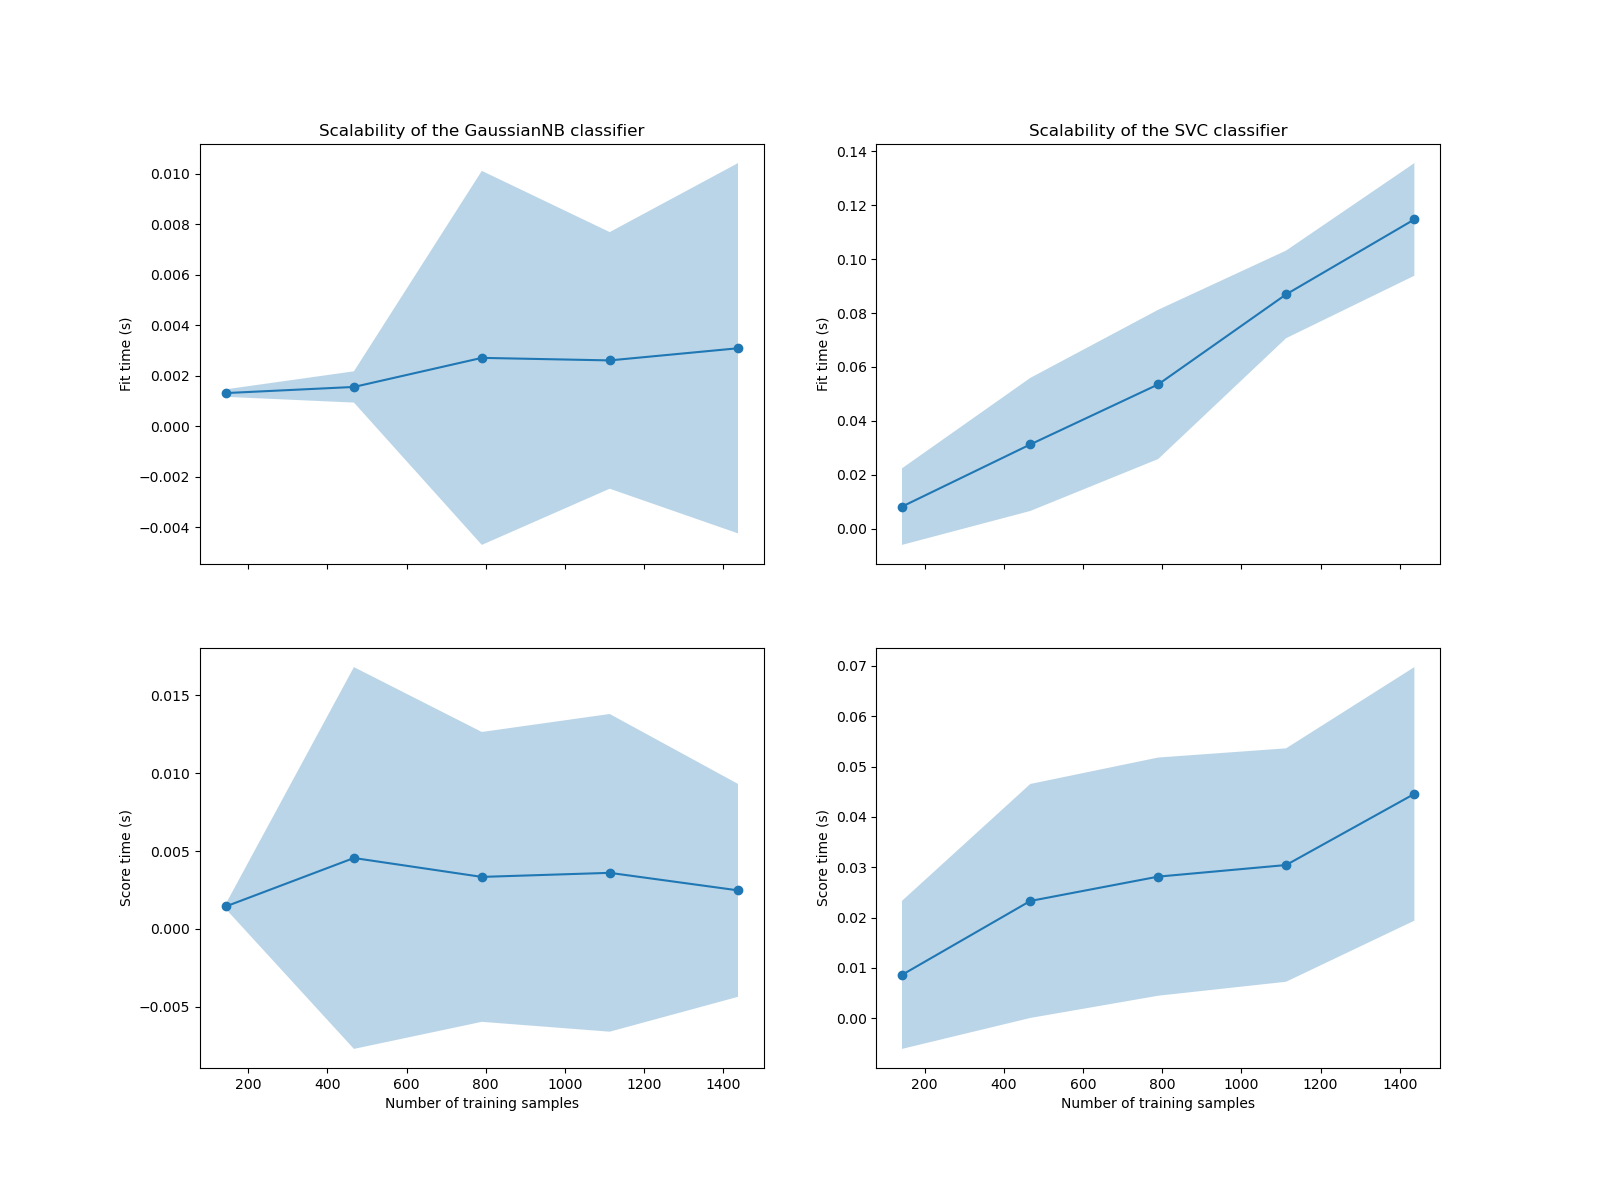 Scalability of the GaussianNB classifier
0.010
0.008
0.006
0.004
0.002
0.000
−0.002
−0.004
Fit time (s)
Scalability of the SVC classifier
0.14
0.12
0.10
0.08
0.06
0.04
0.02
0.00
Fit time (s)
0.015
0.010
0.005
0.000
−0.005
Score time (s)
200 400 600 800 1000 1200 1400
Number of training samples
0.07
0.06
0.05
0.04
0.03
0.02
0.01
0.00
Score time (s)
200 400 600 800 1000 1200 1400
Number of training samples